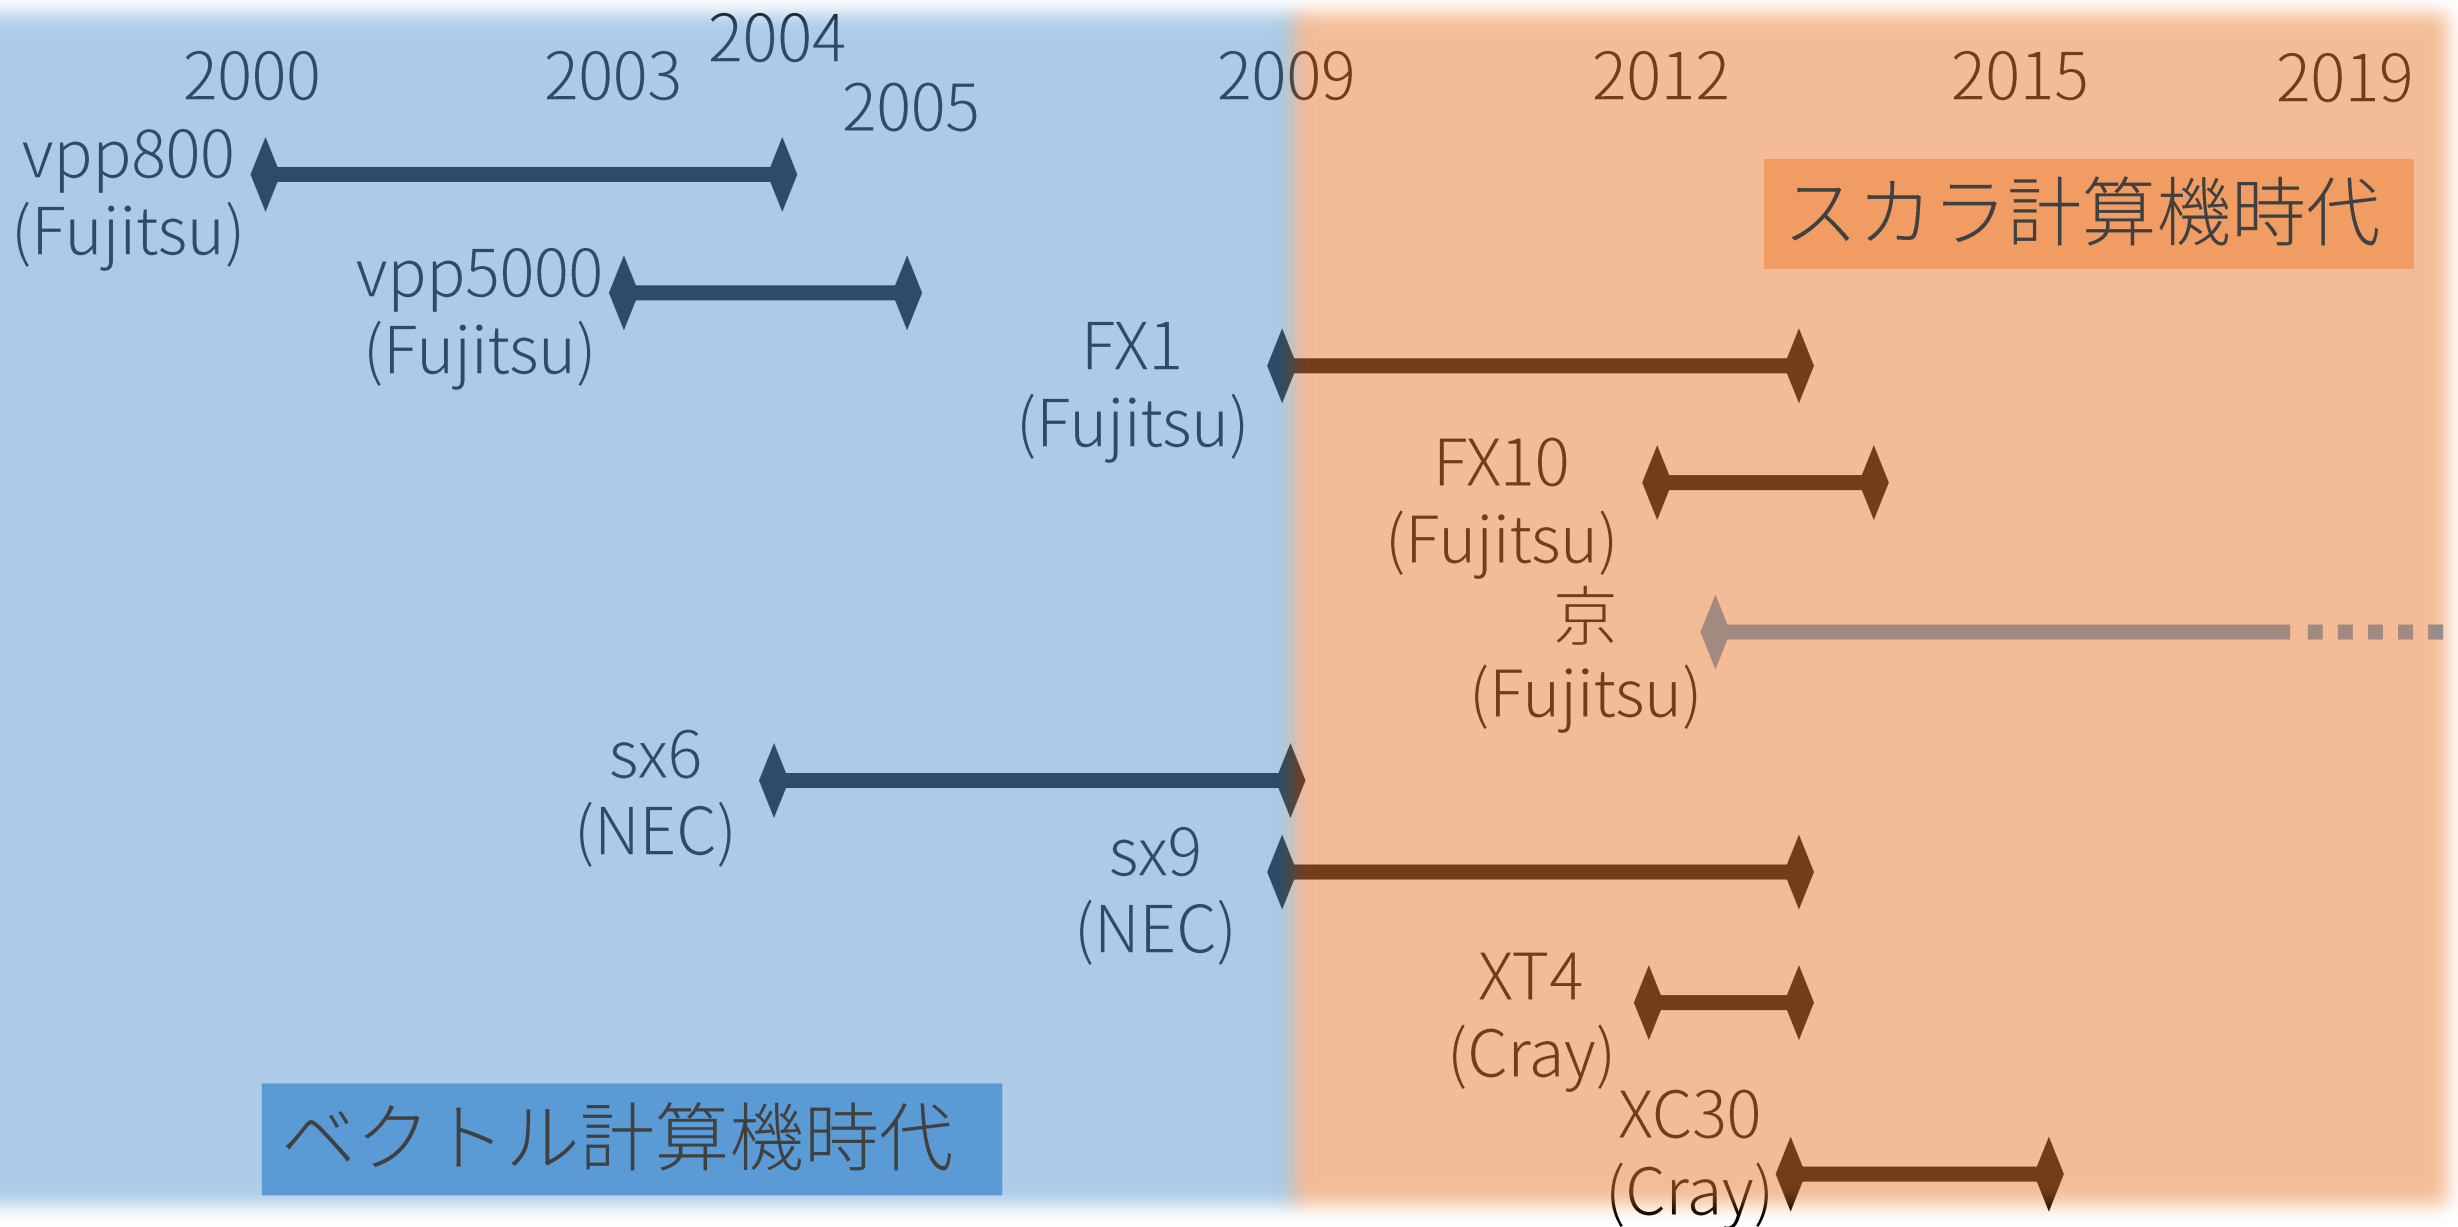 2000
2003
2004
2005
2009
2012
2015
2019
vpp800
(Fujitsu)
スカラ計算機時代
vpp5000
(Fujitsu)
FX1
(Fujitsu)
FX10
(Fujitsu)
京
(Fujitsu)
sx6
(NEC)
sx9
(NEC)
XT4
(Cray)
XC30
(Cray)
ベクトル計算機時代